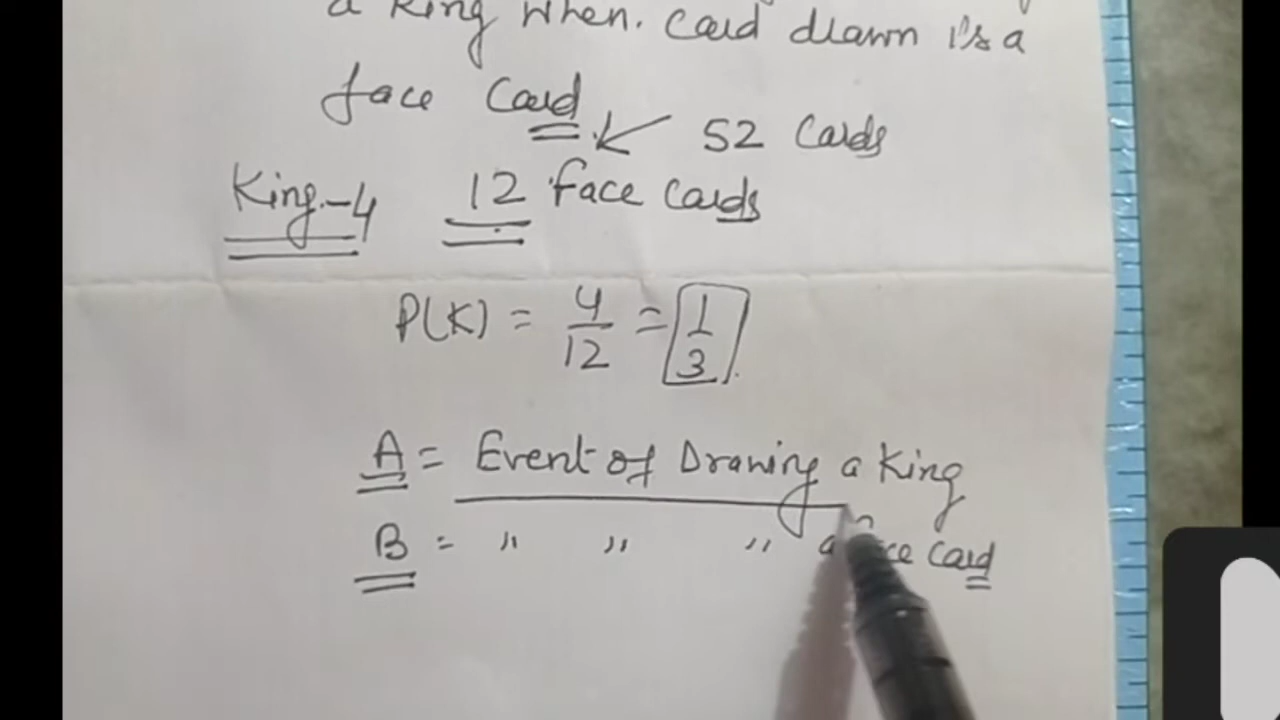 a King when. Card drawn is a
face Card
52 Cards
King-4 12 face cards
P(K) = 4/12 = 1/3
A = Event of Drawing a King
B = " " " a Card